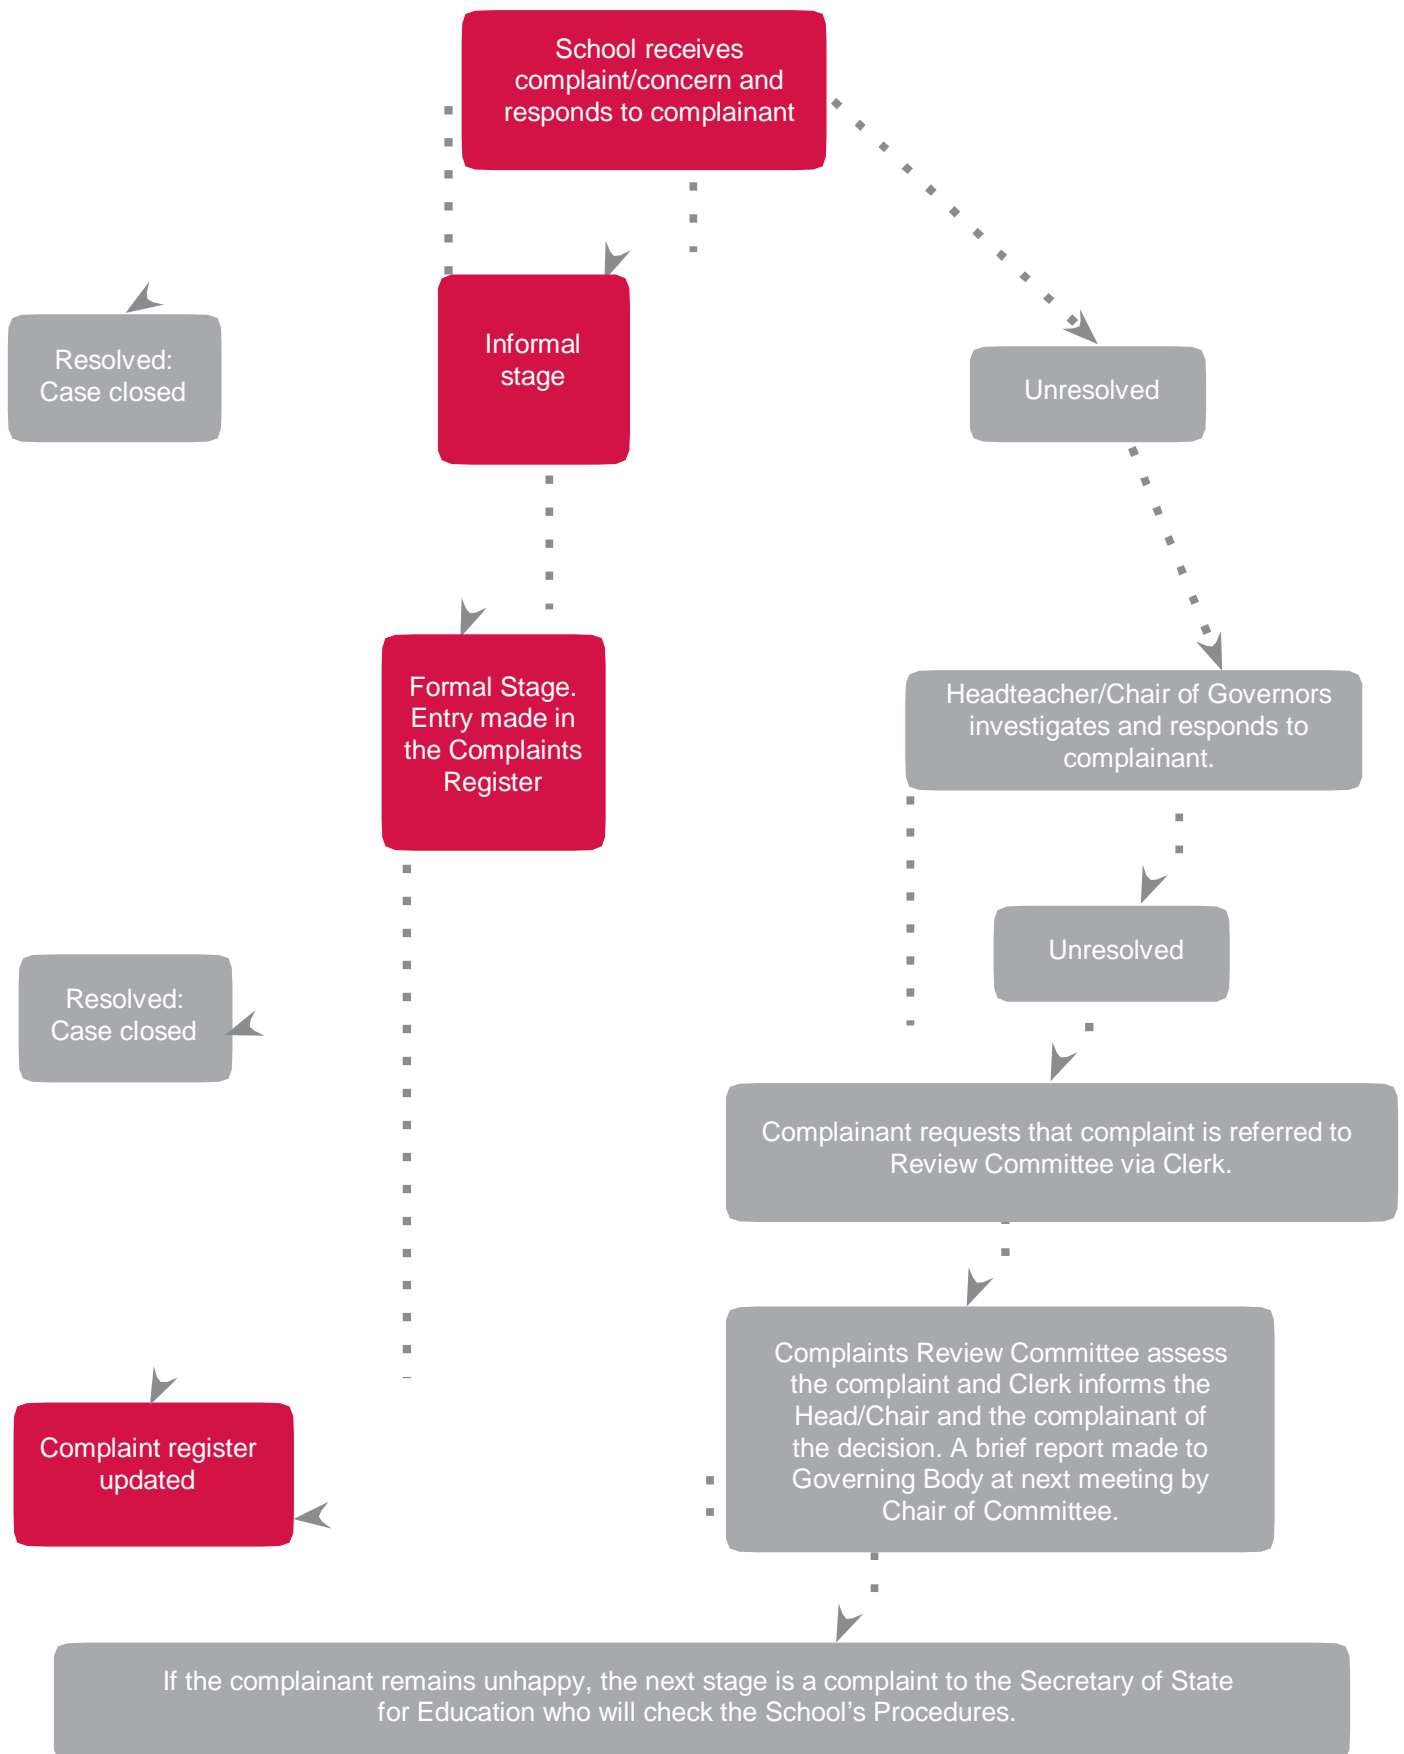 School receives
complaint/concern and
responds to complainant
Informal
stage
Resolved:
Case closed
Unresolved
Formal Stage.
Entry made in
the Complaints
Register
Headteacher/Chair of Governors
investigates and responds to
complainant.
Unresolved
Resolved:
Case closed
Complainant requests that complaint is referred to
Review Committee via Clerk.
Complaints Review Committee assess
the complaint and Clerk informs the
Head/Chair and the complainant of
the decision. A brief report made to
Governing Body at next meeting by
Chair of Committee.
Complaint register
updated
If the complainant remains unhappy, the next stage is a complaint to the Secretary of State
for Education who will check the School’s Procedures.